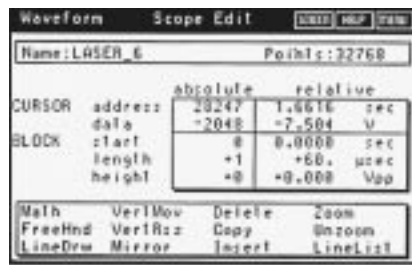 Waveform Scope Edit HELP
Name:LASER_6 Points:32768
absolute relative
CURSOR address 28247 1.6616 sec
data -2048 -7.504 V
BLOCK start 0 0.0000 sec
length +1 +60. µsec
height +0 +0.000 Vpp
Math VertMov Delete Zoom
FreeHnd VertRsz Copy Unzoom
LineDrw Mirror Insert LineList